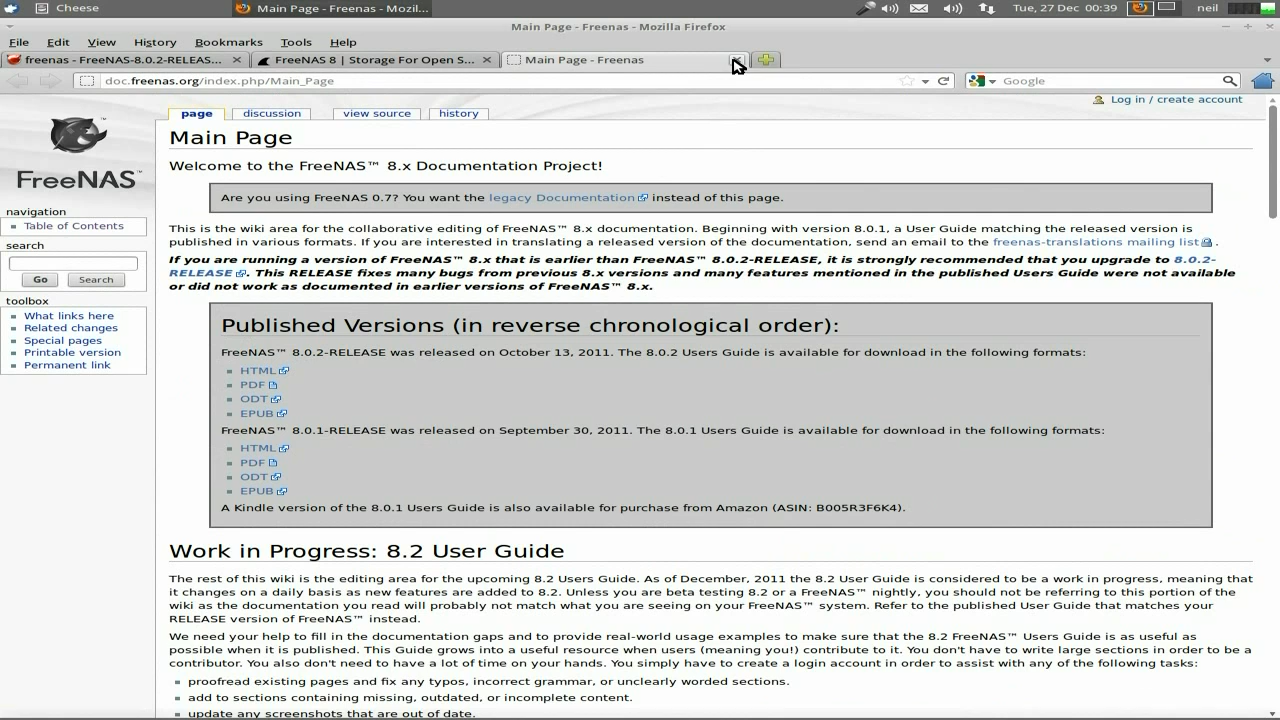 Cheese
Main Page - Freenas - Mozil...
Tue, 27 Dec 00:39
neil
Main Page - Freenas - Mozilla Firefox
File Edit View History Bookmarks Tools Help
freenas - FreeNAS-8.0.2-RELEAS...
FreeNAS 8 | Storage For Open S...
Main Page - Freenas
doc.freenas.org/index.php/Main_Page
Google
Log in / create account
page discussion view source history
FreeNAS™
navigation
Table of Contents
search
Go Search
toolbox
What links here
Related changes
Special pages
Printable version
Permanent link
Main Page
Welcome to the FreeNAS™ 8.x Documentation Project!
Are you using FreeNAS 0.7? You want the legacy Documentation instead of this page.
This is the wiki area for the collaborative editing of FreeNAS™ 8.x documentation. Beginning with version 8.0.1, a User Guide matching the released version is
published in various formats. If you are interested in translating a released version of the documentation, send an email to the freenas-translations mailing list .
If you are running a version of FreeNAS™ 8.x that is earlier than FreeNAS™ 8.0.2-RELEASE, it is strongly recommended that you upgrade to 8.0.2-
RELEASE . This RELEASE fixes many bugs from previous 8.x versions and many features mentioned in the published Users Guide were not available
or did not work as documented in earlier versions of FreeNAS™ 8.x.
Published Versions (in reverse chronological order):
FreeNAS™ 8.0.2-RELEASE was released on October 13, 2011. The 8.0.2 Users Guide is available for download in the following formats:
HTML
PDF
ODT
EPUB
FreeNAS™ 8.0.1-RELEASE was released on September 30, 2011. The 8.0.1 Users Guide is available for download in the following formats:
HTML
PDF
ODT
EPUB
A Kindle version of the 8.0.1 Users Guide is also available for purchase from Amazon (ASIN: B005R3F6K4).
Work in Progress: 8.2 User Guide
The rest of this wiki is the editing area for the upcoming 8.2 Users Guide. As of December, 2011 the 8.2 User Guide is considered to be a work in progress, meaning that
it changes on a daily basis as new features are added to 8.2. Unless you are beta testing 8.2 or a FreeNAS™ nightly, you should not be referring to this portion of the
wiki as the documentation you read will probably not match what you are seeing on your FreeNAS™ system. Refer to the published User Guide that matches your
RELEASE version of FreeNAS™ instead.
We need your help to fill in the documentation gaps and to provide real-world usage examples to make sure that the 8.2 FreeNAS™ Users Guide is as useful as
possible when it is published. This Guide grows into a useful resource when users (meaning you!) contribute to it. You don't have to write large sections in order to be a
contributor. You also don't need to have a lot of time on your hands. You simply have to create a login account in order to assist with any of the following tasks:
proofread existing pages and fix any typos, incorrect grammar, or unclearly worded sections.
add to sections containing missing, outdated, or incomplete content.
update any screenshots that are out of date.